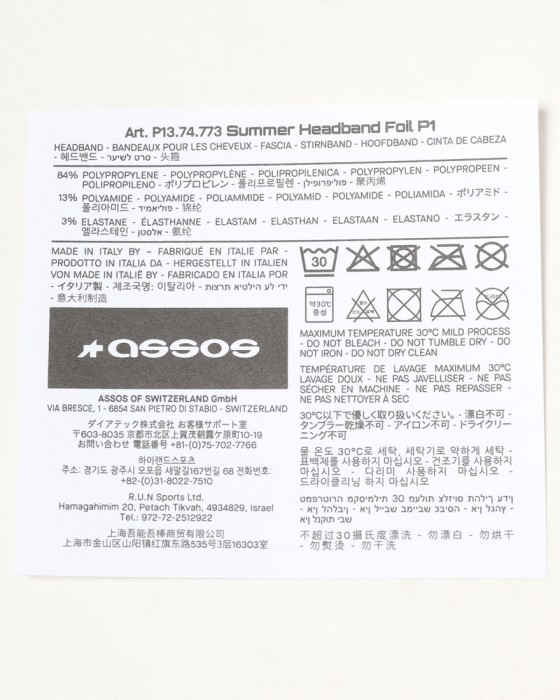 Art. P13.74.773 Summer Headband Foil P1
HEADBAND - BANDEAUX POUR LES CHEVEUX - FASCIA - STIRNBAND - HOOFDBAND - CINTA DE CABEZA
- 헤드밴드 - סרט לשיער - 头箍
84% POLYPROPYLENE - POLYPROPYLÈNE - POLIPROPILENICA - POLYPROPYLEN - POLYPROPEEN -
POLIPROPILENO - ポリプロピレン - 폴리프로필렌 - פוליפרופילן - 聚丙烯
13% POLYAMIDE - POLYAMIDE - POLIAMMIDE - POLYAMID - POLYAMIDE - POLIAMIDA - ポリアミド -
폴리아미드 - פוליאמיד - 锦纶
3% ELASTANE - ÉLASTHANNE - ELASTAM - ELASTHAN - ELASTAAN - ELASTANO - エラスタン -
엘라스테인 - אלסטן - 氨纶
MADE IN ITALY BY - FABRIQUÉ EN ITALIE PAR -
PRODOTTO IN ITALIA DA - HERGESTELLT IN ITALIEN
VON MADE IN ITALIË BY - FABRICADO EN ITALIA POR
- イタリア製 - 제조국명: 이탈리아 - ידי על איטליה תוצרת
- 意大利制造
assos
ASSOS OF SWITZERLAND GmbH
VIA BRESCE, 1 - 6854 SAN PIETRO DI STABIO - SWITZERLAND
ダイアテック株式会社 お客様サポート室
〒603-8035 京都市北区上賀茂朝露ケ原町10-19
お問い合わせ 電話番号 +81-(0)75-702-7766
하이랜드스포츠
주소: 경기도 광주시 오포읍 새말길167번길 68 전화번호:
+82-(0)31-8022-7510
R.U.N Sports Ltd.
Hamagahimim 20, Petach Tikvah, 4934829, Israel
Tel.: 972-72-2512922
上海吾能吾棒商贸有限公司
上海市金山区山阳镇红旗东路535号3层16303室
30
약30℃
중성
MAXIMUM TEMPERATURE 30°C MILD PROCESS
- DO NOT BLEACH - DO NOT TUMBLE DRY - DO
NOT IRON - DO NOT DRY CLEAN
TEMPÉRATURE DE LAVAGE MAXIMUM 30°C
LAVAGE DOUX - NE PAS JAVELLISER - NE PAS
SÉCHER EN MACHINE - NE PAS REPASSER -
NE PAS NETTOYER À SEC
30℃以下で優しく取り扱いください。- 漂白不可 -
タンブラー乾燥不可 - アイロン不可 - ドライクリー
ニング不可
물 온도 30℃로 세탁, 세탁기로 약하게 세탁 -
표백제를 사용하지 마십시오 - 건조기를 사용하지
마십시오 - 다리미 사용하지 마십시오 -
드라이클리닝 하지 마십시오
不超过30摄氏度漂洗 - 勿漂白 - 勿烘干
- 勿熨烫 - 勿干洗